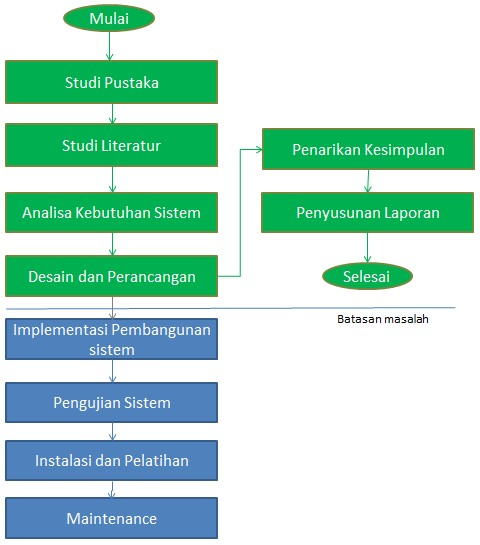 Mulai
Studi Pustaka
Studi Literatur
Analisa Kebutuhan Sistem
Desain dan Perancangan
Penarikan Kesimpulan
Penyusunan Laporan
Selesai
Batasan masalah
Implementasi Pembangunan
sistem
Pengujian Sistem
Instalasi dan Pelatihan
Maintenance